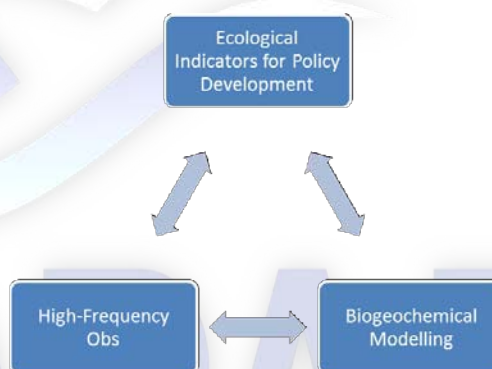 Ecological
Indicators for Policy
Development
High-Frequency
Obs
Biogeochemical
Modelling